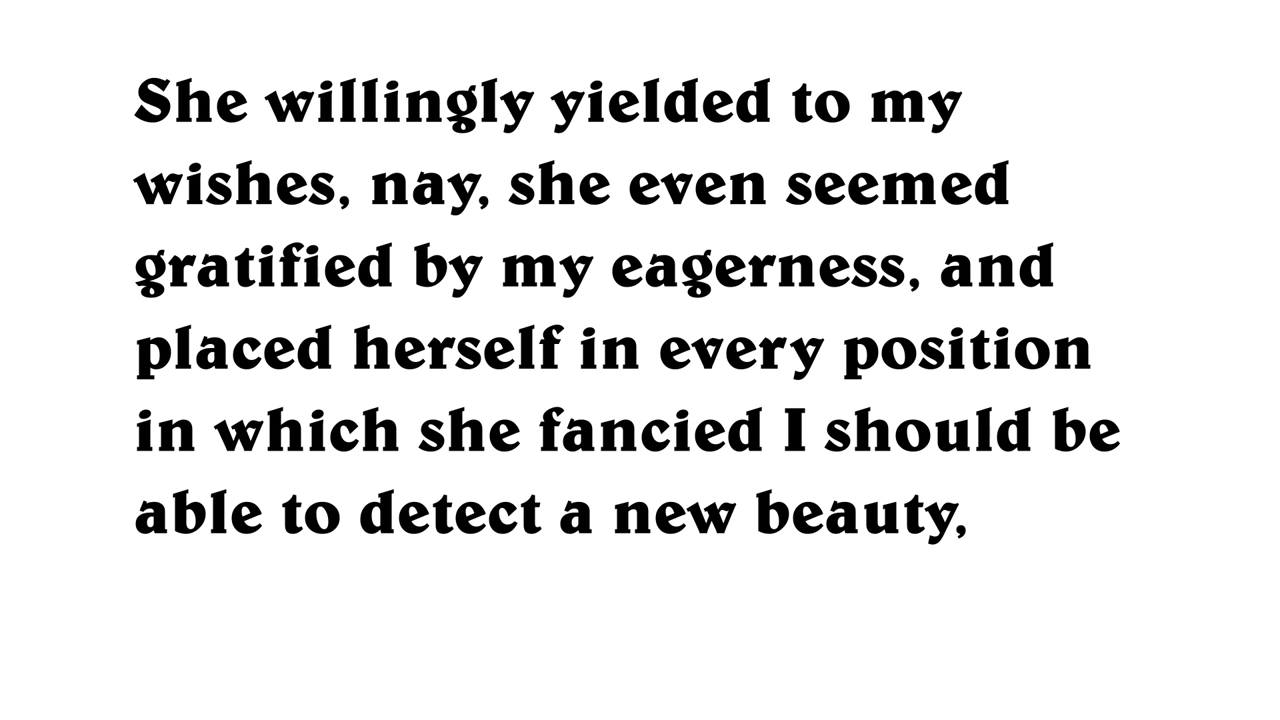 She willingly yielded to my
wishes, nay, she even seemed
gratified by my eagerness, and
placed herself in every position
in which she fancied I should be
able to detect a new beauty,